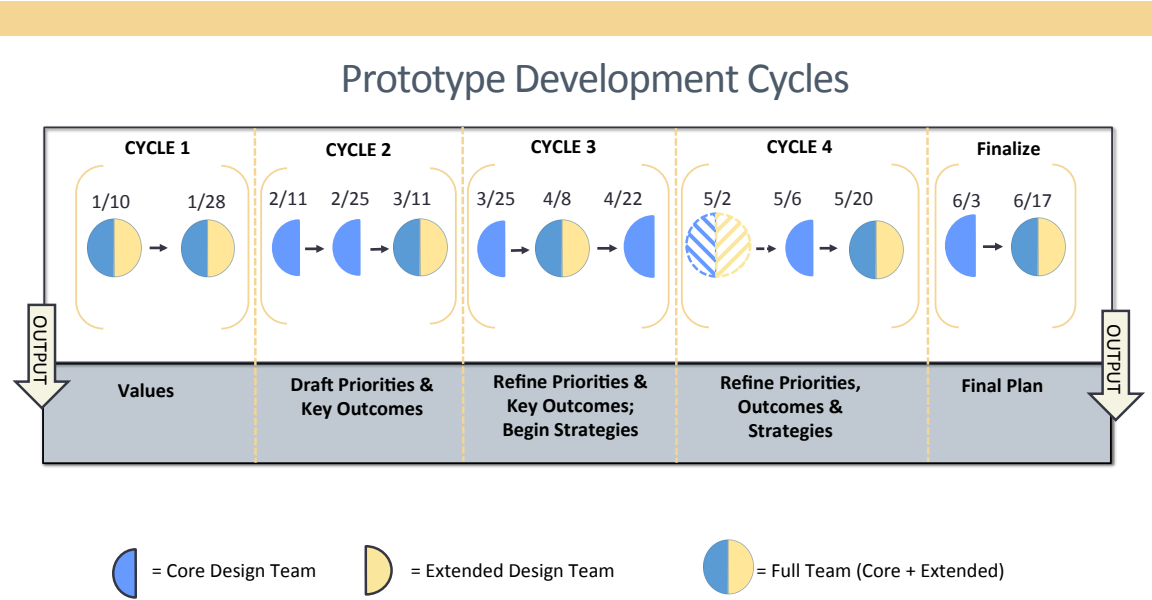 Prototype Development Cycles
CYCLE 1
CYCLE 2
CYCLE 3
CYCLE 4
Finalize
1/10
1/28
2/11
2/25
3/11
3/25
4/8
4/22
5/2
5/6
5/20
6/3
6/17
OUTPUT
OUTPUT
Values
Draft Priorities &
Key Outcomes
Refine Priorities &
Key Outcomes;
Begin Strategies
Refine Priorities,
Outcomes &
Strategies
Final Plan
= Core Design Team
= Extended Design Team
= Full Team (Core + Extended)